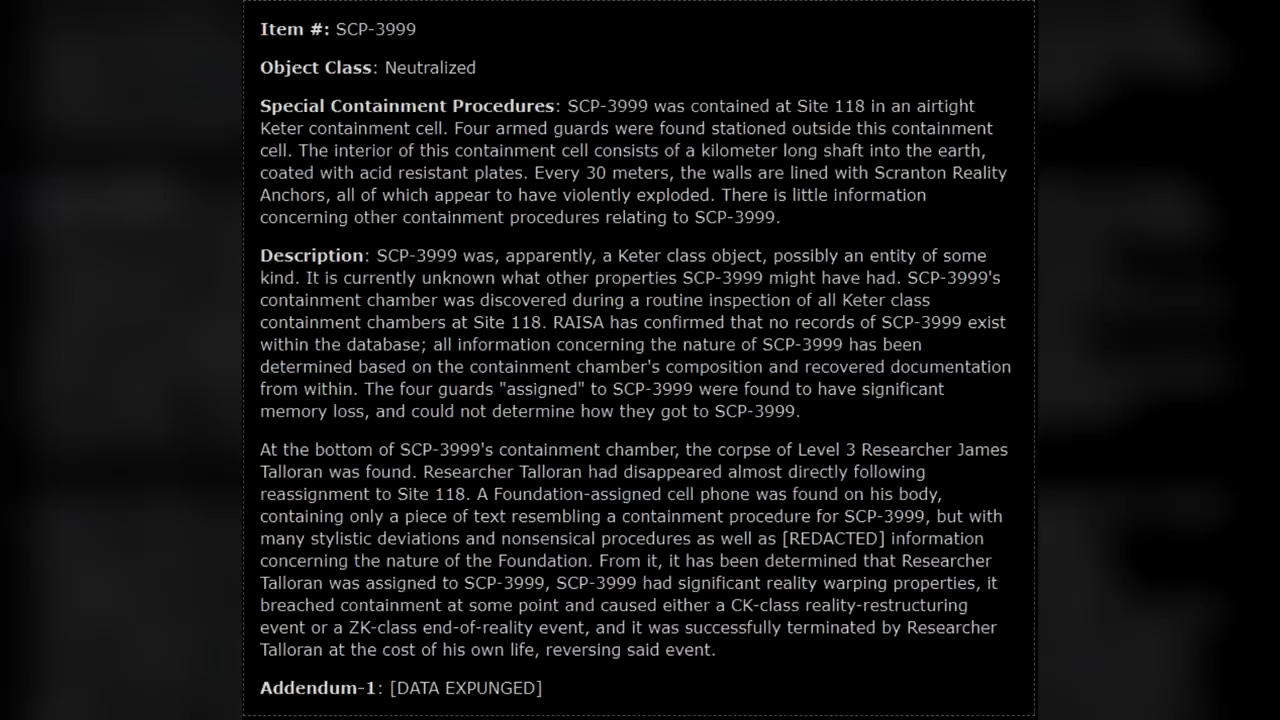 Item #: SCP-3999
Object Class: Neutralized
Special Containment Procedures: SCP-3999 was contained at Site 118 in an airtight
Keter containment cell. Four armed guards were found stationed outside this containment
cell. The interior of this containment cell consists of a kilometer long shaft into the earth,
coated with acid resistant plates. Every 30 meters, the walls are lined with Scranton Reality
Anchors, all of which appear to have violently exploded. There is little information
concerning other containment procedures relating to SCP-3999.
Description: SCP-3999 was, apparently, a Keter class object, possibly an entity of some
kind. It is currently unknown what other properties SCP-3999 might have had. SCP-3999's
containment chamber was discovered during a routine inspection of all Keter class
containment chambers at Site 118. RAISA has confirmed that no records of SCP-3999 exist
within the database; all information concerning the nature of SCP-3999 has been
determined based on the containment chamber's composition and recovered documentation
from within. The four guards "assigned" to SCP-3999 were found to have significant
memory loss, and could not determine how they got to SCP-3999.
At the bottom of SCP-3999's containment chamber, the corpse of Level 3 Researcher James
Talloran was found. Researcher Talloran had disappeared almost directly following
reassignment to Site 118. A Foundation-assigned cell phone was found on his body,
containing only a piece of text resembling a containment procedure for SCP-3999, but with
many stylistic deviations and nonsensical procedures as well as [REDACTED] information
concerning the nature of the Foundation. From it, it has been determined that Researcher
Talloran was assigned to SCP-3999, SCP-3999 had significant reality warping properties, it
breached containment at some point and caused either a CK-class reality-restructuring
event or a ZK-class end-of-reality event, and it was successfully terminated by Researcher
Talloran at the cost of his own life, reversing said event.
Addendum-1: [DATA EXPUNGED]